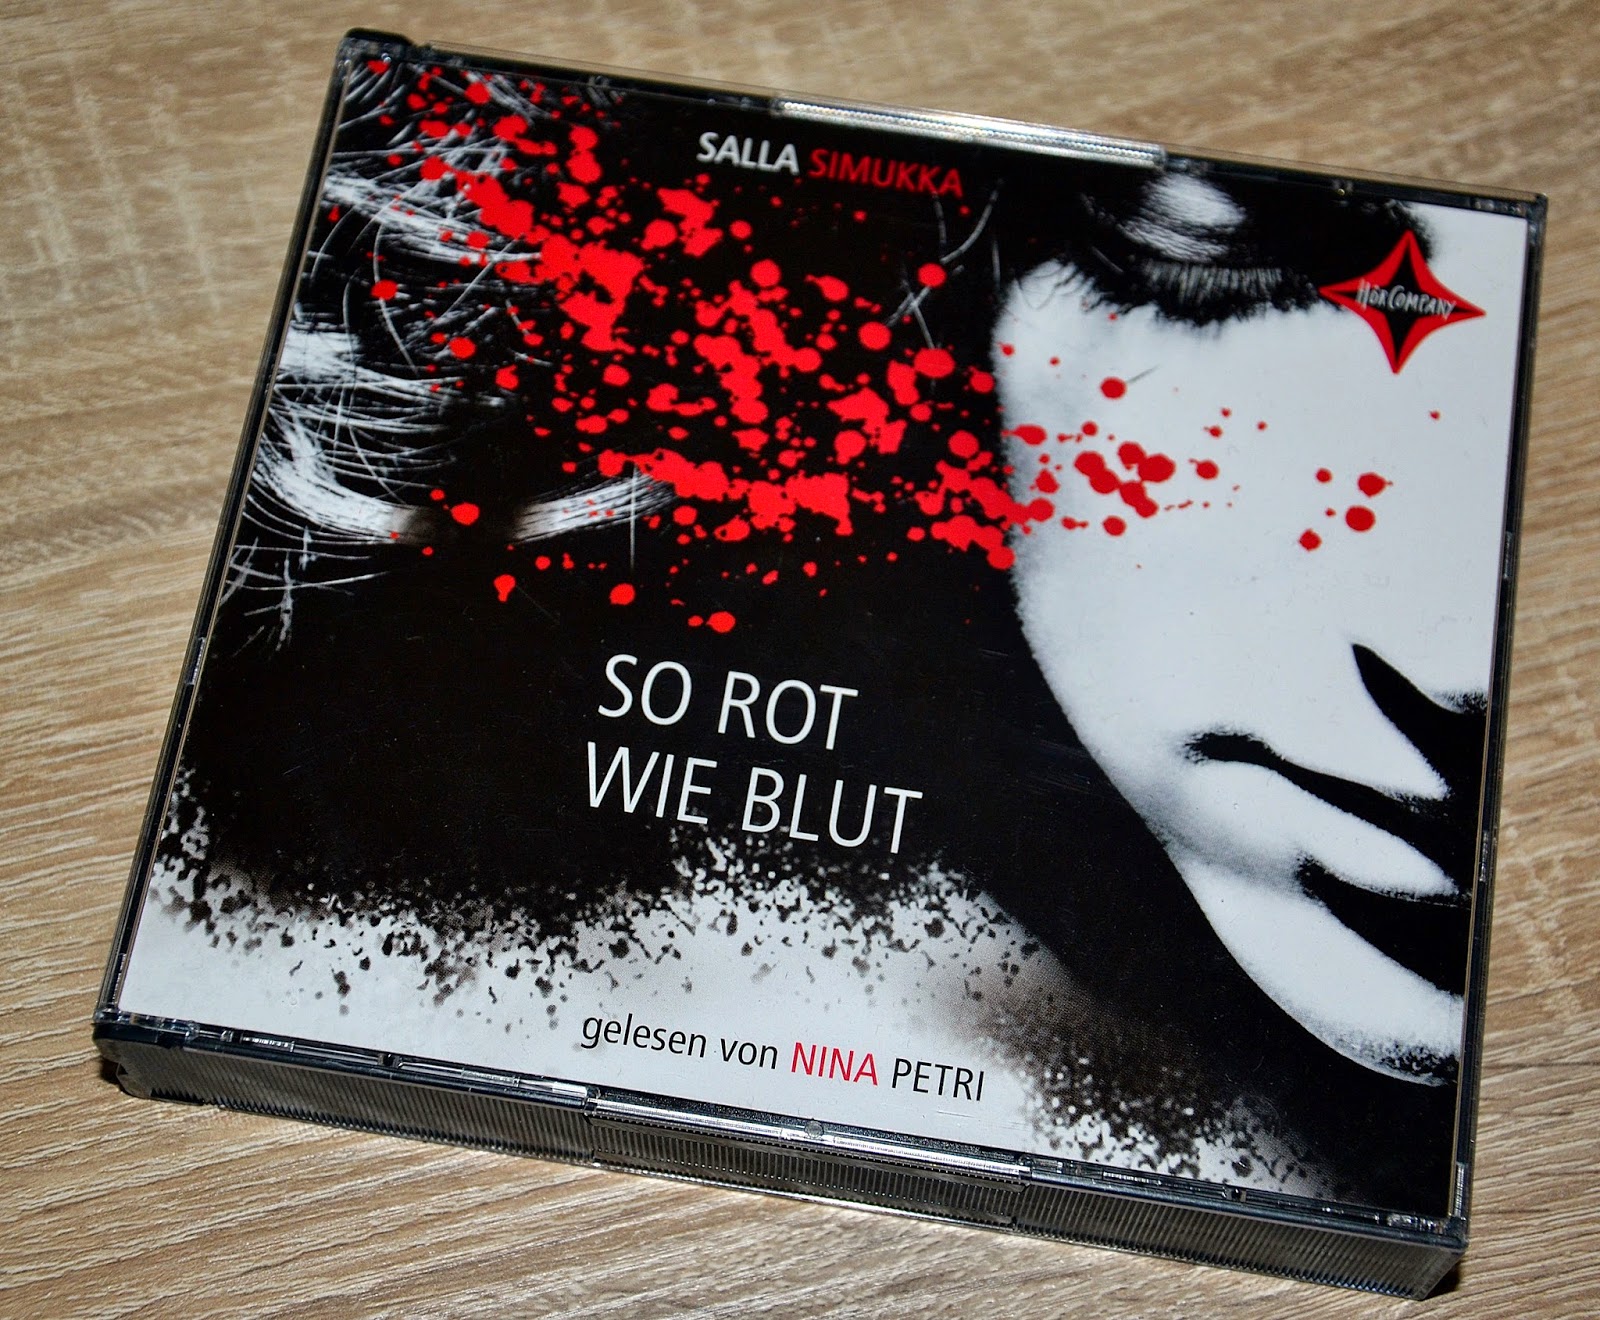 SALLA SIMUKKA
HÖRCOMPANY
SO ROT
WIE BLUT
gelesen von NINA PETRI